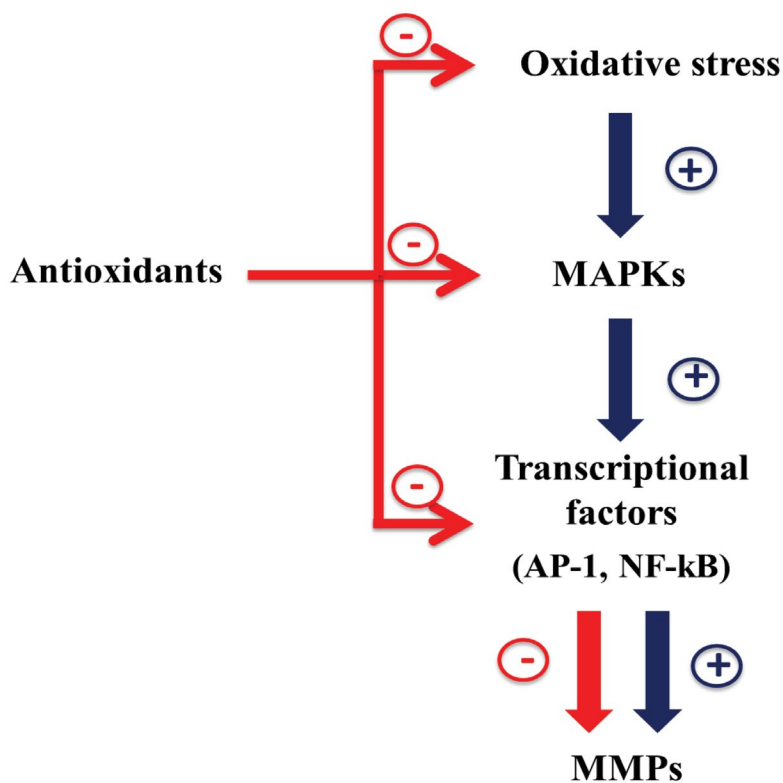 -
Oxidative stress
+
-
Antioxidants
MAPKs
+
-
Transcriptional
factors
(AP-1, NF-kB)
-
+
MMPs